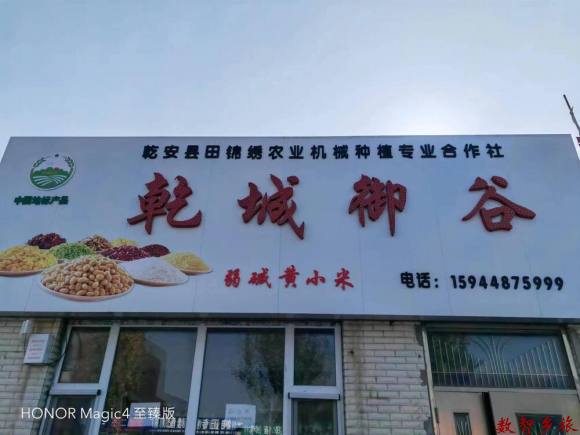 乾安县田锦绣农业机械种植专业合作社
中国地标产品
乾城御谷
弱碱黄小米
电话：15944875999
HONOR Magic4 至臻版
数智乡旅